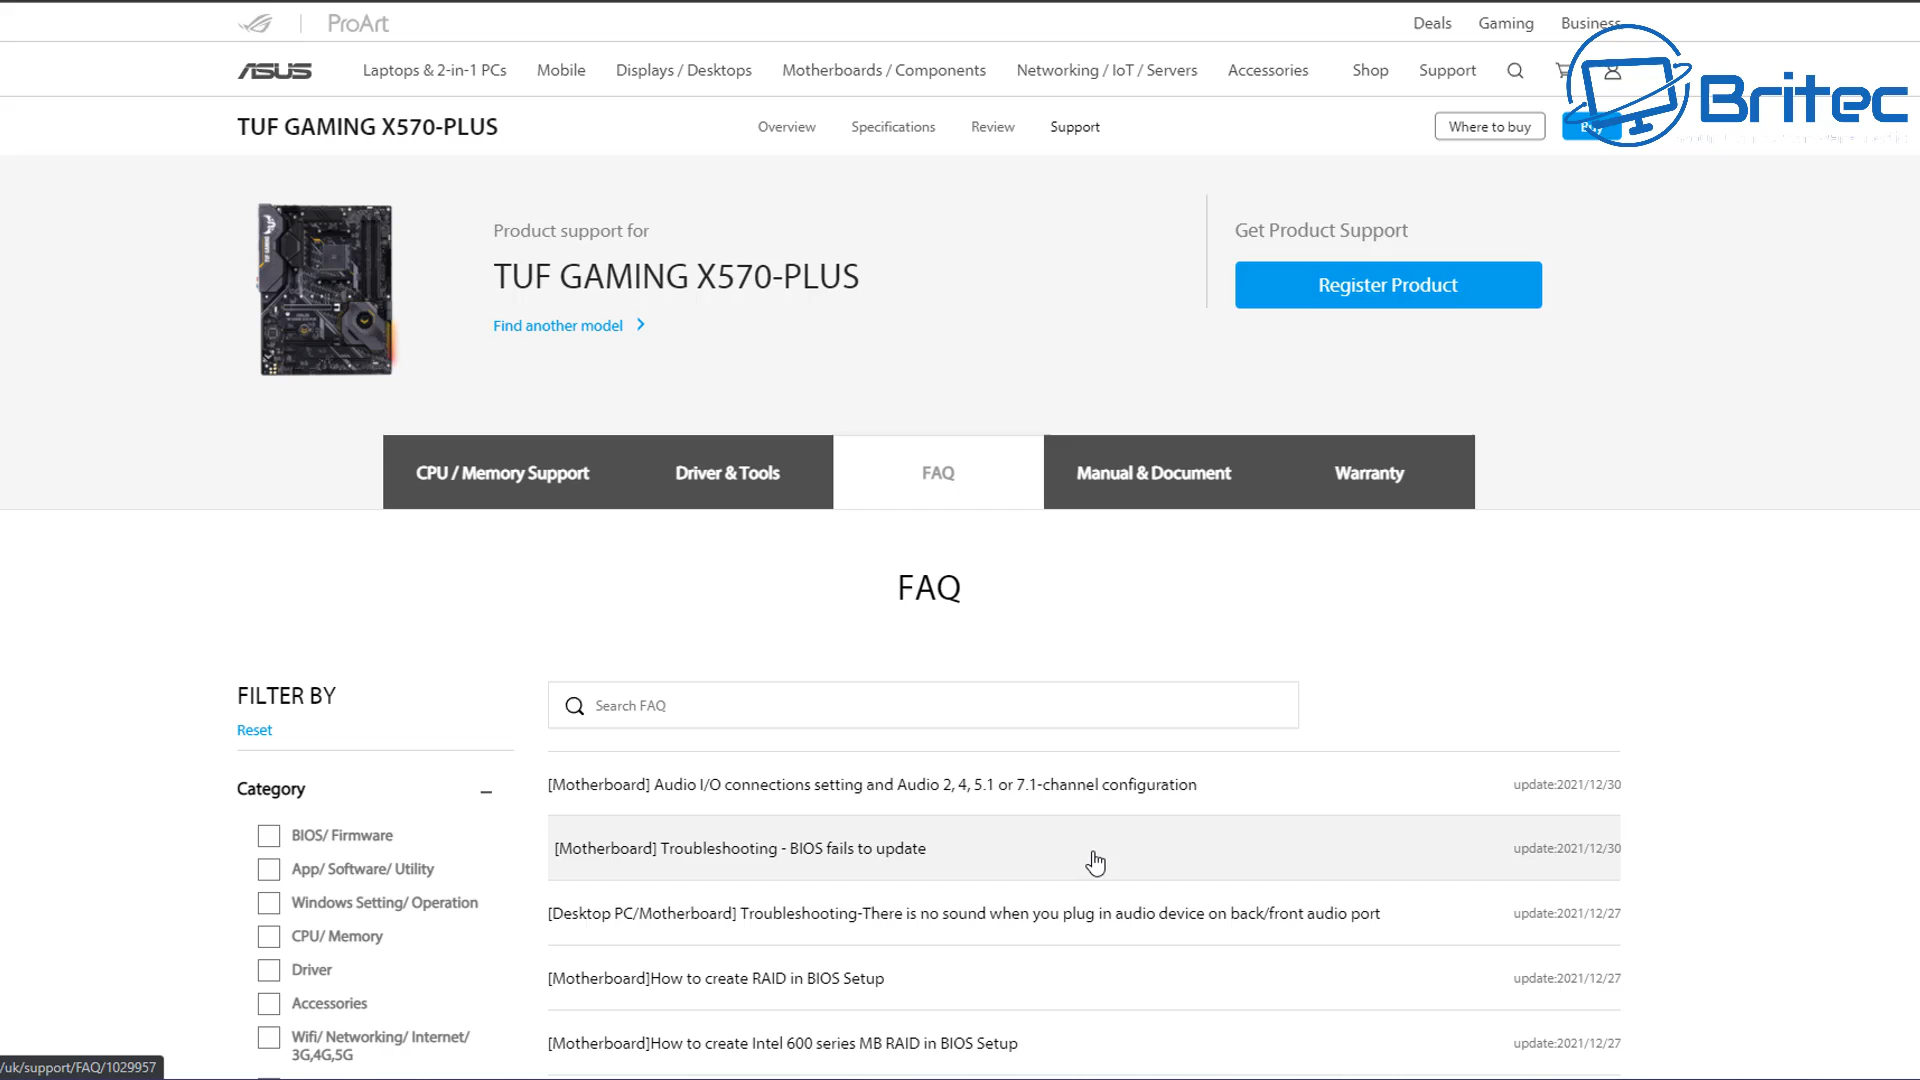 ProArt
Deals Gaming Business
ASUS Laptops & 2-in-1 PCs Mobile Displays / Desktops Motherboards / Components Networking / IoT / Servers Accessories Shop Support
Britec
TUF GAMING X570-PLUS Overview Specifications Review Support Where to buy Buy
Product support for
TUF GAMING X570-PLUS
Find another model
Get Product Support
Register Product
CPU / Memory Support Driver & Tools FAQ Manual & Document Warranty
FAQ
FILTER BY
Reset
Search FAQ
Category
BIOS/ Firmware
App/ Software/ Utility
Windows Setting/ Operation
CPU/ Memory
Driver
Accessories
Wifi/ Networking/ Internet/
3G,4G,5G
[Motherboard] Audio I/O connections setting and Audio 2, 4, 5.1 or 7.1-channel configuration update:2021/12/30
[Motherboard] Troubleshooting - BIOS fails to update update:2021/12/30
[Desktop PC/Motherboard] Troubleshooting-There is no sound when you plug in audio device on back/front audio port update:2021/12/27
[Motherboard]How to create RAID in BIOS Setup update:2021/12/27
[Motherboard]How to create Intel 600 series MB RAID in BIOS Setup update:2021/12/27
/uk/support/FAQ/1029957